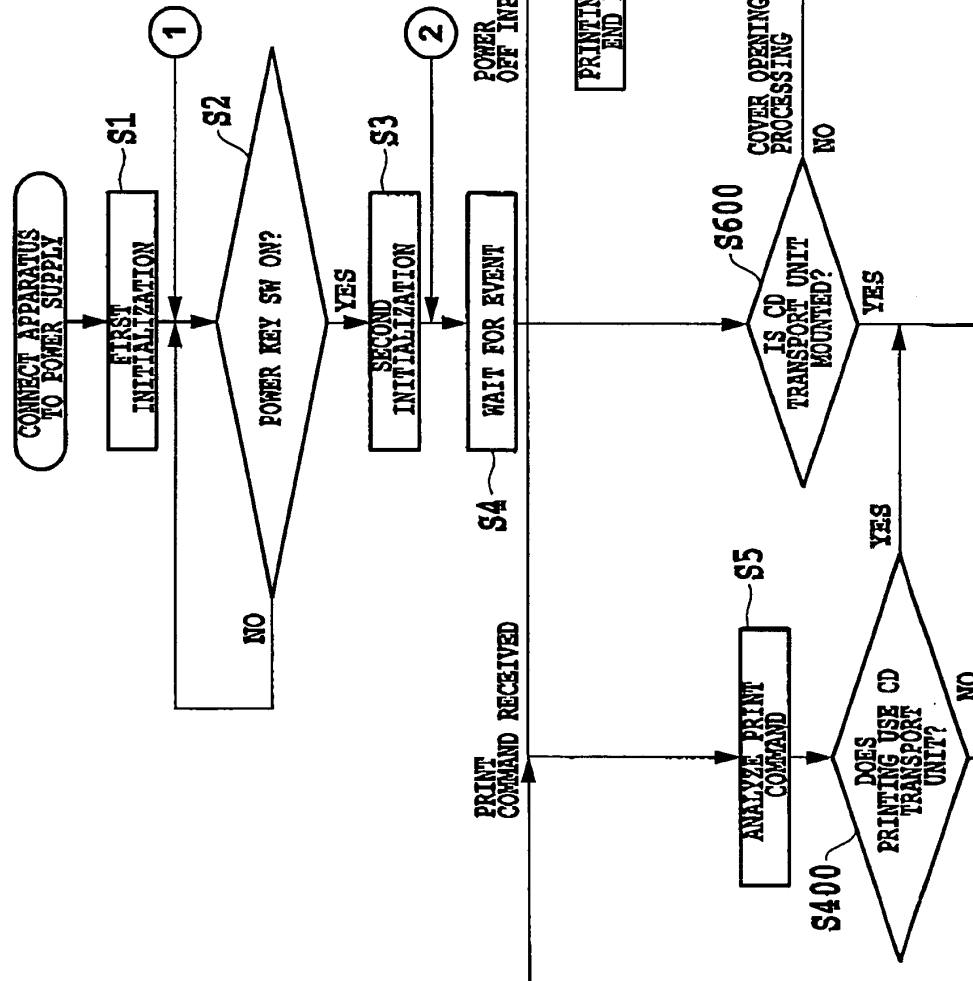 CONNECT APPARATUS
TO POWER SUPPLY
S1
FIRST
INITIALIZATION
1
S2
POWER KEY SW ON?
NO
YES
S3
SECOND
INITIALIZATION
2
S4
WAIT FOR EVENT
PRINT
COMMAND RECEIVED
POWER
OFF
PRINTIN
END
S5
ANALYZE PRINT
COMMAND
S400
DOES
PRINTING USE CD
TRANSPORT
UNIT?
YES
NO
S600
IS CD
TRANSPORT UNIT
MOUNTED?
YES
COVER OPENING
PROCESSING
NO